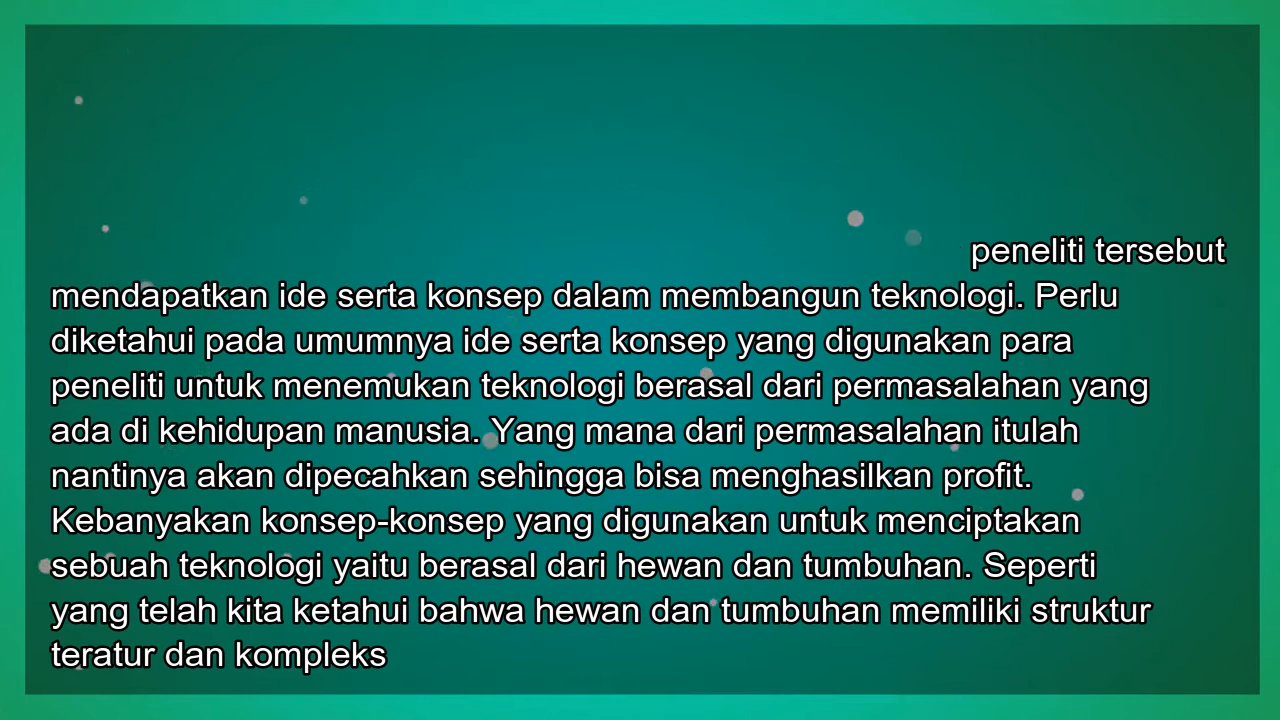 peneliti tersebut
mendapatkan ide serta konsep dalam membangun teknologi. Perlu
diketahui pada umumnya ide serta konsep yang digunakan para
peneliti untuk menemukan teknologi berasal dari permasalahan yang
ada di kehidupan manusia. Yang mana dari permasalahan itulah
nantinya akan dipecahkan sehingga bisa menghasilkan profit.
Kebanyakan konsep-konsep yang digunakan untuk menciptakan
sebuah teknologi yaitu berasal dari hewan dan tumbuhan. Seperti
yang telah kita ketahui bahwa hewan dan tumbuhan memiliki struktur
teratur dan kompleks